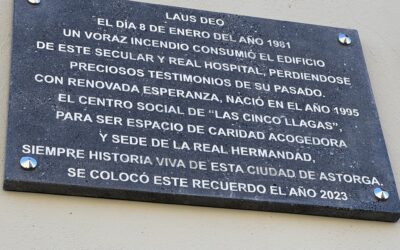 LAUS DEO
EL DÍA 8 DE ENERO DEL AÑO 1981
UN VORAZ INCENDIO CONSUMIÓ EL EDIFICIO
DE ESTE SECULAR Y REAL HOSPITAL, PERDIENDOSE
PRECIOSOS TESTIMONIOS DE SU PASADO.
CON RENOVADA ESPERANZA, NACIÓ EN EL AÑO 1995
EL CENTRO SOCIAL DE "LAS CINCO LLAGAS",
PARA SER ESPACIO DE CARIDAD ACOGEDORA
Y SEDE DE LA REAL HERMANDAD,
SIEMPRE HISTORIA VIVA DE ESTA CIUDAD DE ASTORGA.
SE COLOCÓ ESTE RECUERDO EL AÑO 2023